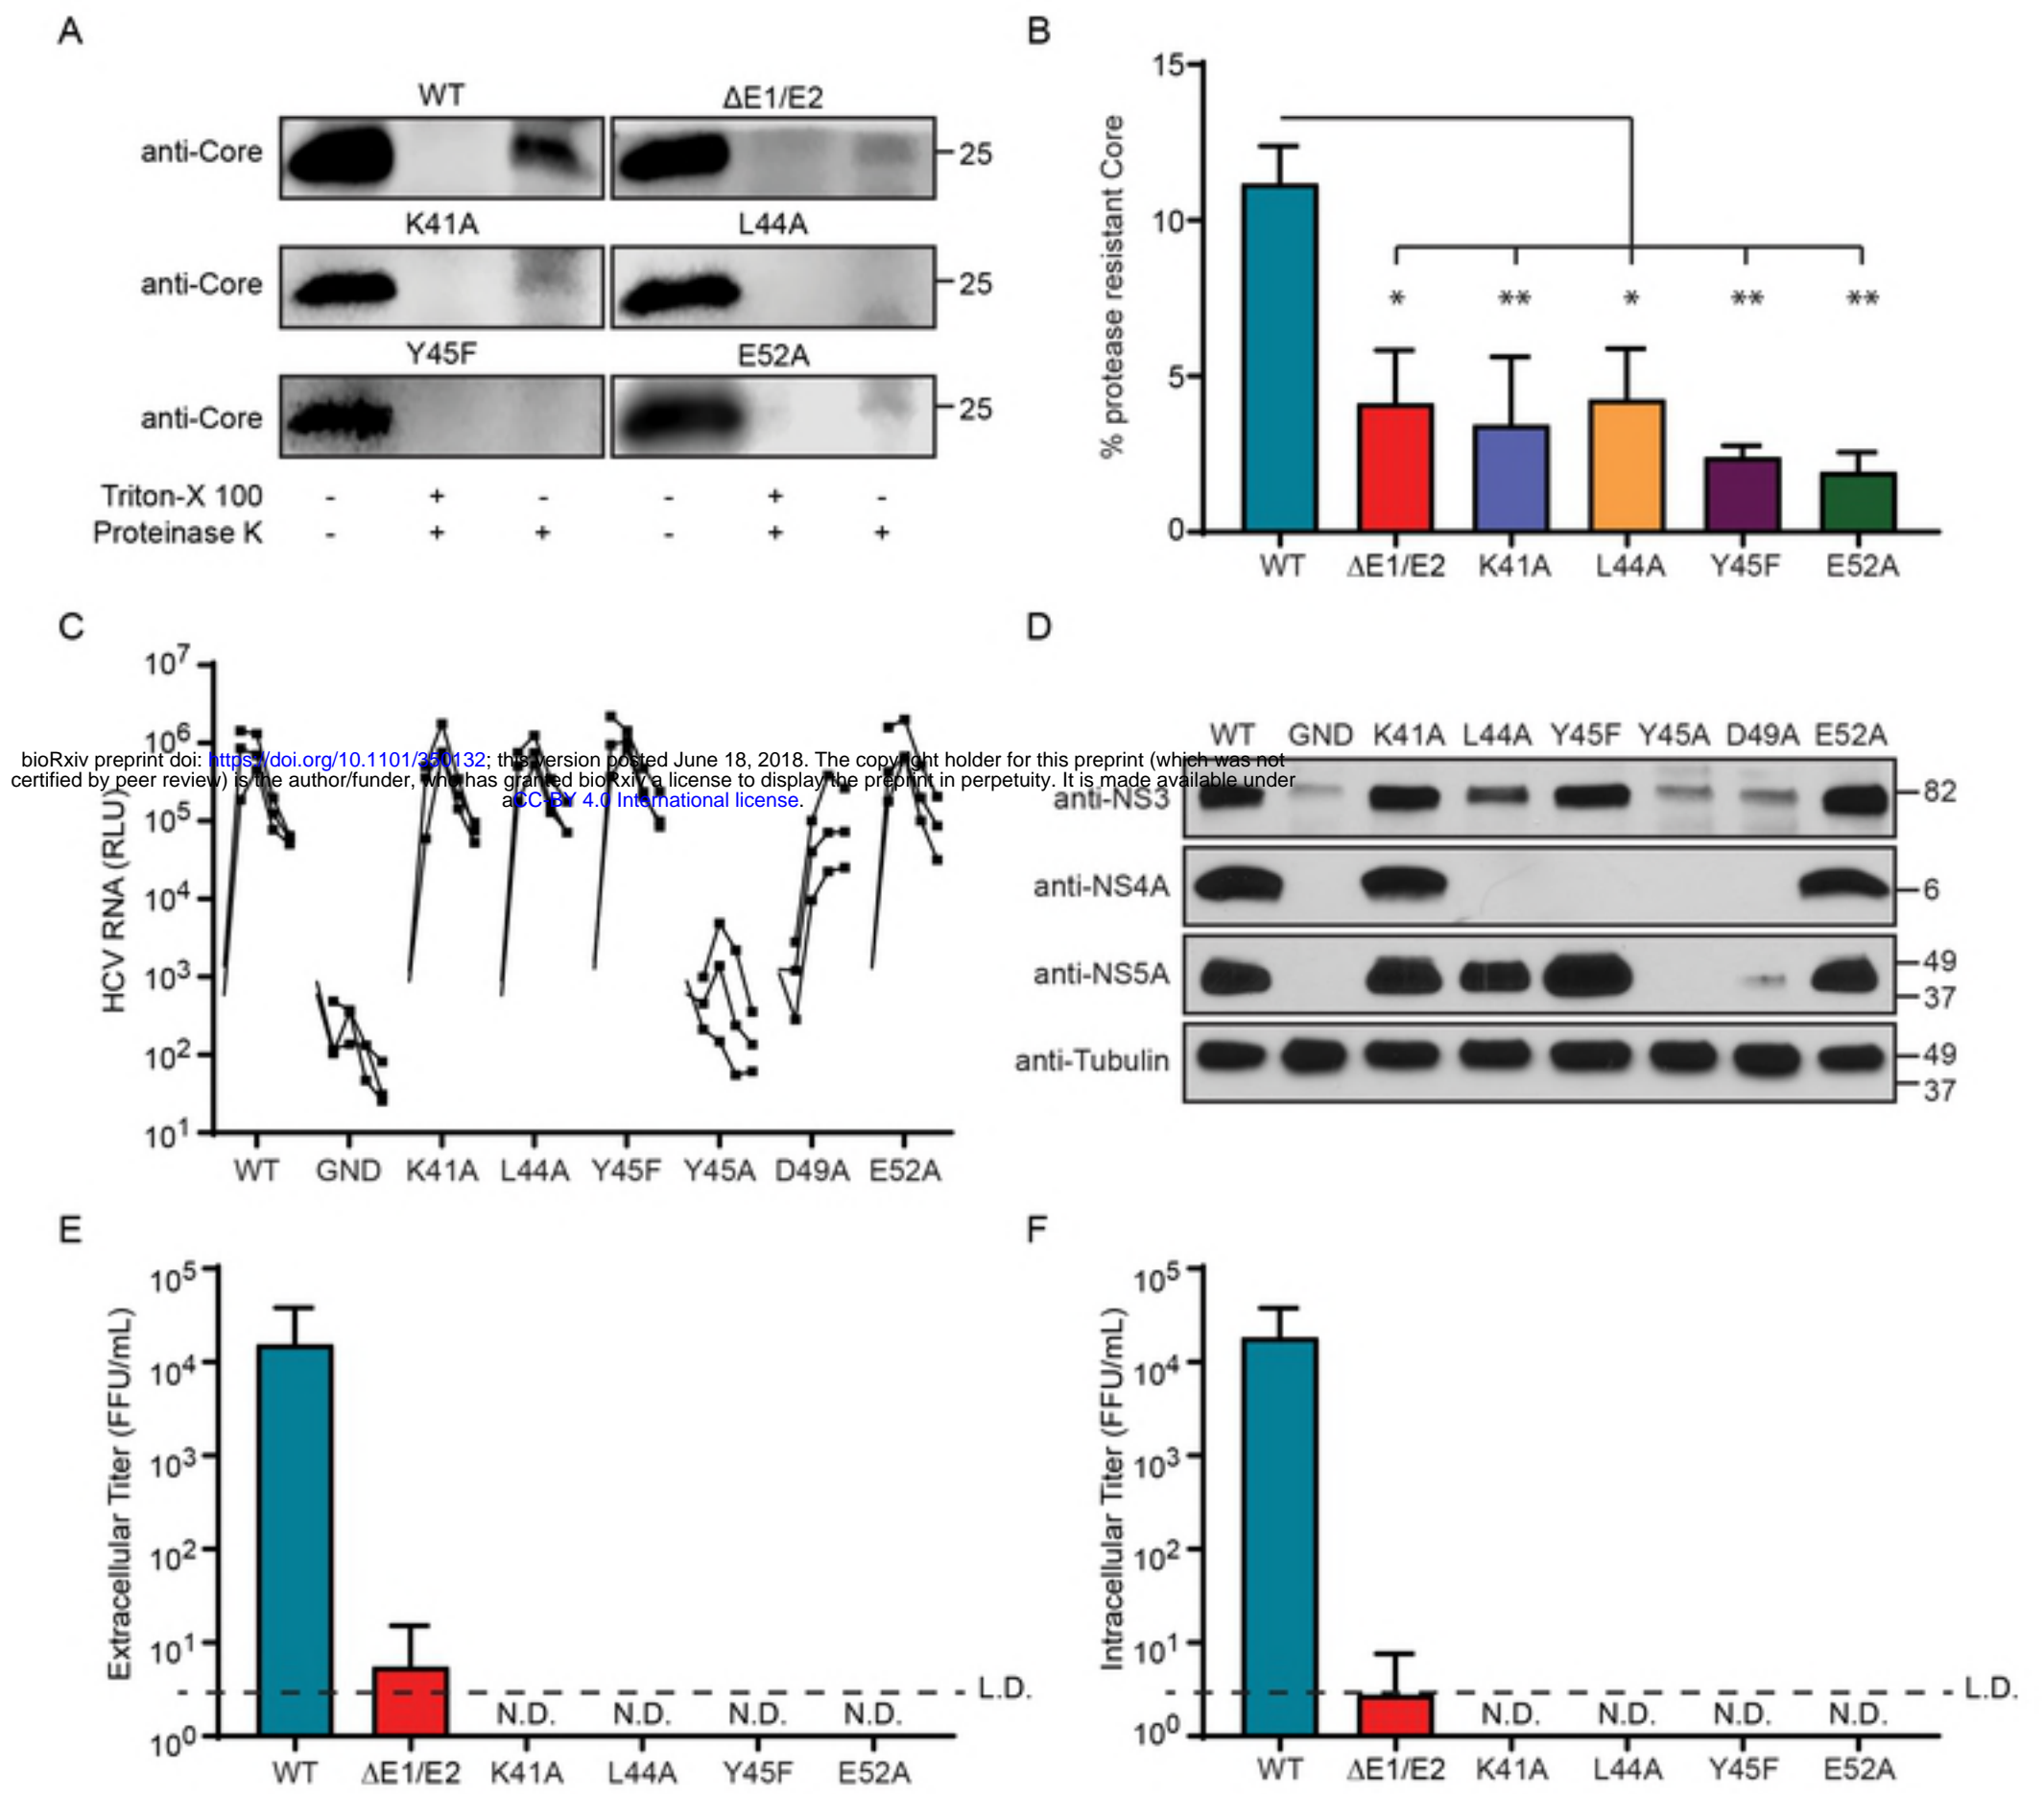 A
WT
ΔE1/E2
anti-Core
25
K41A
L44A
anti-Core
25
Y45F
E52A
anti-Core
25
Triton-X 100 - + - - + -
Proteinase K - + + - + +
B
% protease resistant Core
15
10
5
0
* ** * ** **
WT ΔE1/E2 K41A L44A Y45F E52A
C
HCV RNA (RLU)
10^7
10^6
10^5
10^4
10^3
10^2
10^1
WT GND K41A L44A Y45F Y45A D49A E52A
bioRxiv preprint doi: https://doi.org/10.1101/350132; this version posted June 18, 2018. The copyright holder for this preprint (which was not
certified by peer review) is the author/funder, who has granted bioRxiv a license to display the preprint in perpetuity. It is made available under
aCC-BY 4.0 International license.
D
WT GND K41A L44A Y45F Y45A D49A E52A
anti-NS3
82
anti-NS4A
6
anti-NS5A
49
37
anti-Tubulin
49
37
E
Extracellular Titer (FFU/mL)
10^5
10^4
10^3
10^2
10^1
10^0
L.D.
N.D. N.D. N.D. N.D.
WT ΔE1/E2 K41A L44A Y45F E52A
F
Intracellular Titer (FFU/mL)
10^5
10^4
10^3
10^2
10^1
10^0
L.D.
N.D. N.D. N.D. N.D.
WT ΔE1/E2 K41A L44A Y45F E52A